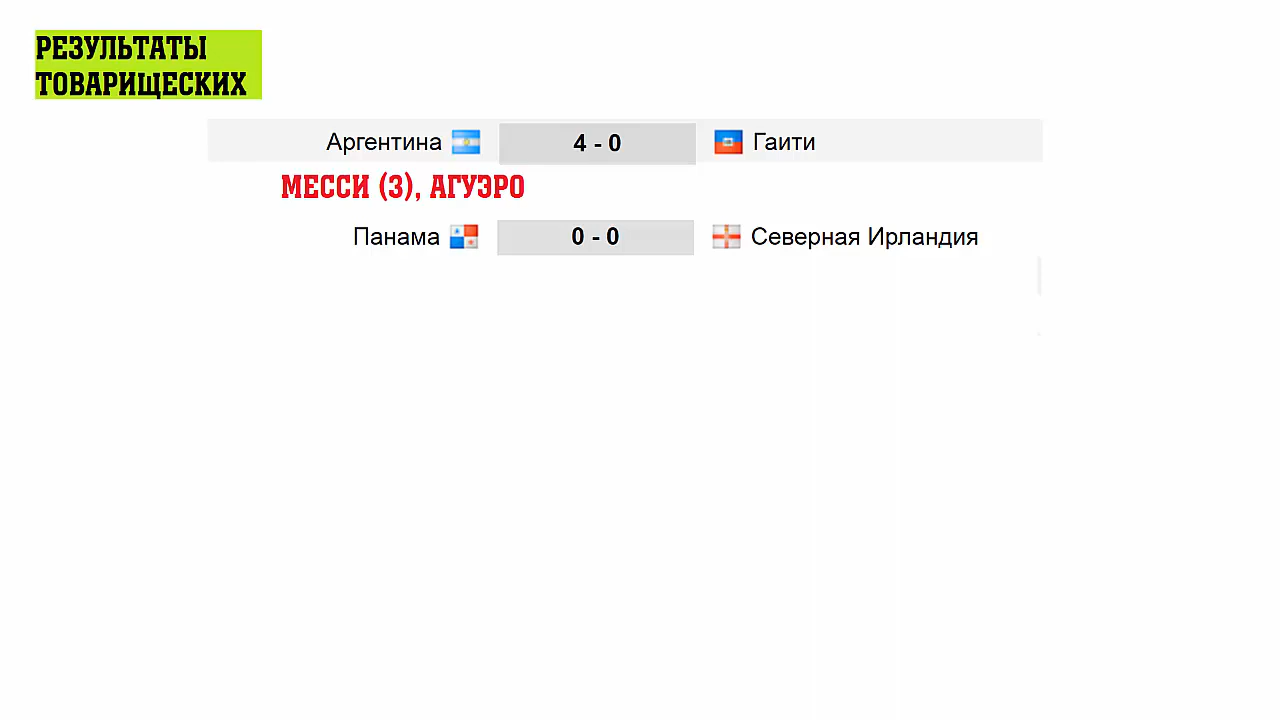 РЕЗУЛЬТАТЫ
ТОВАРИЩЕСКИХ
Аргентина 4 - 0 Гаити
МЕССИ (3), АГУЭРО
Панама 0 - 0 Северная Ирландия